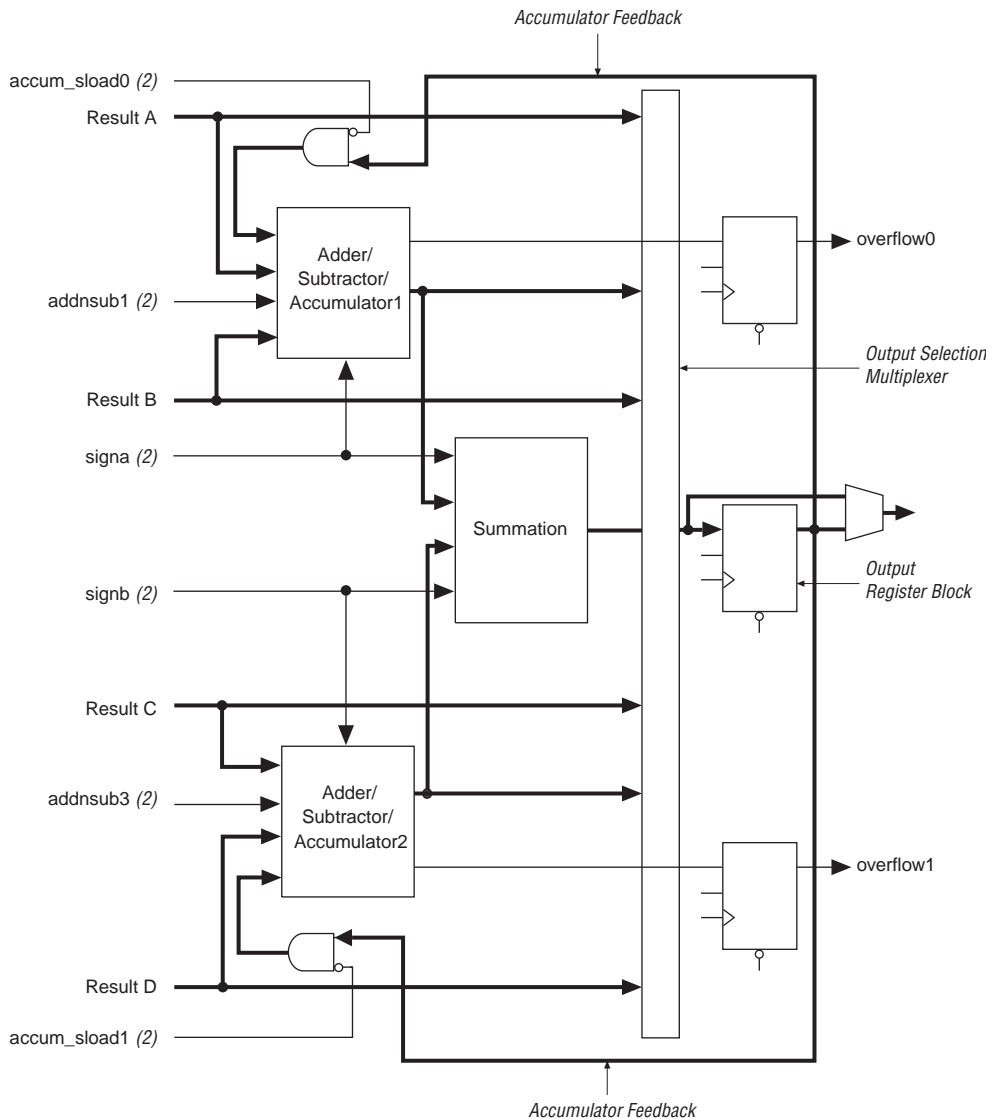 Accumulator Feedback
accum_sload0 (2)
Result A
overflow0
Adder/
Subtractor/
Accumulator1
addnsub1 (2)
Output Selection
Multiplexer
Result B
signa (2)
Summation
Output
Register Block
signb (2)
Result C
Adder/
Subtractor/
Accumulator2
addnsub3 (2)
overflow1
Result D
accum_sload1 (2)
Accumulator Feedback